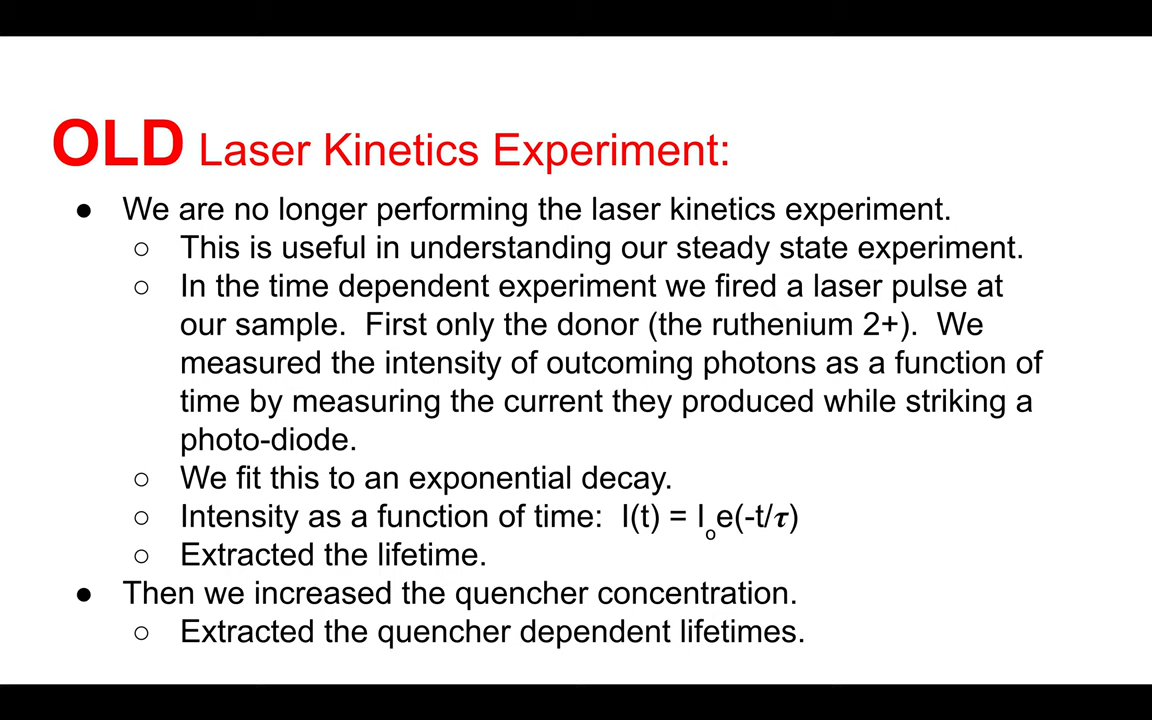 OLD Laser Kinetics Experiment:
● We are no longer performing the laser kinetics experiment.
○ This is useful in understanding our steady state experiment.
○ In the time dependent experiment we fired a laser pulse at
our sample.  First only the donor (the ruthenium 2+).  We
measured the intensity of outcoming photons as a function of
time by measuring the current they produced while striking a
photo-diode.
○ We fit this to an exponential decay.
○ Intensity as a function of time:  I(t) = Iₒe(-t/𝝉)
○ Extracted the lifetime.
● Then we increased the quencher concentration.
○ Extracted the quencher dependent lifetimes.